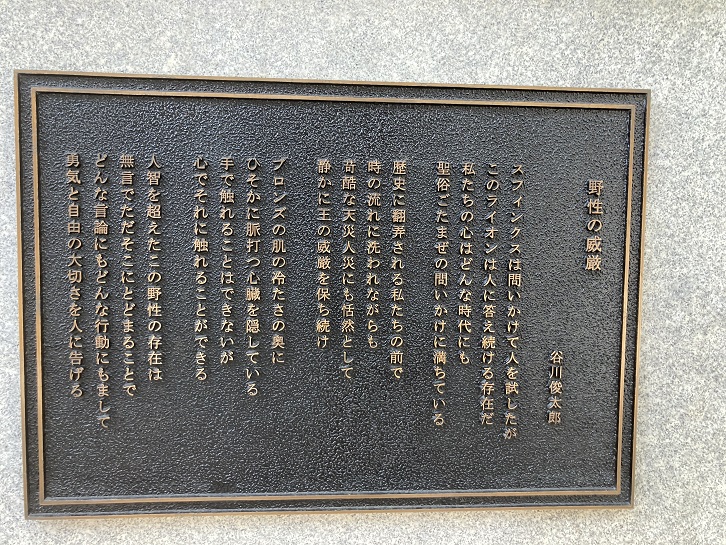 野性の威厳
谷川俊太郎
スフィンクスは問いかけて人を試したが
このライオンは人に答え続ける存在だ
私たちの心はどんな時代にも
聖俗ごたまぜの問いかけに満ちている
歴史に翻弄される私たちの前で
時の流れに洗われながらも
苛酷な天災人災にも恬然として
静かに王の威厳を保ち続け
ブロンズの肌の冷たさの奥に
ひそかに脈打つ心臓を隠している
手で触れることはできないが
心でそれに触れることができる
人智を超えたこの野性の存在は
無言でただそこにとどまることで
どんな言論にもどんな行動にもまして
勇気と自由の大切さを人に告げる